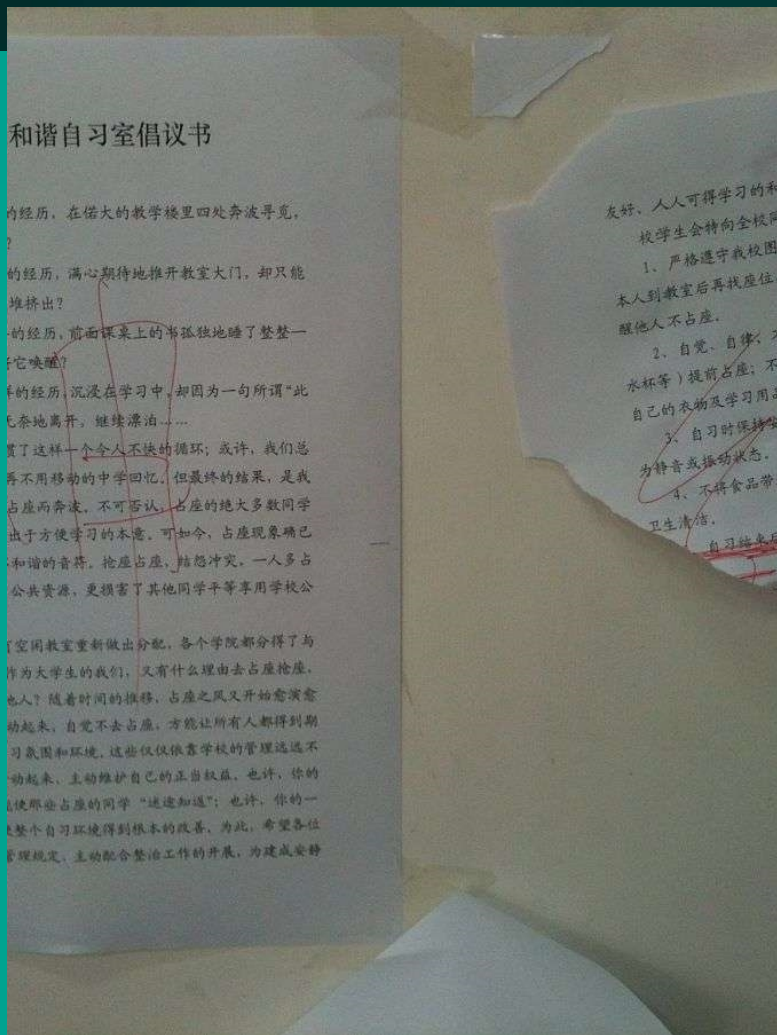 和谐自习室倡议书
的经历，在偌大的教学楼里四处奔波寻觅，
？
的经历，满心期待地推开教室大门，却只能
堆挤出？
的经历，前面课桌上的书孤独地睡了整整一
它唤醒？
的经历，沉浸在学习中，却因为一句所谓“此
无奈地离开，继续漂泊……
惯了这样一个令人不快的循环；或许，我们总
再不用移动的中学回忆。但最终的结果，是我
占座而奔波。不可否认，占座的绝大多数同学
出于方便学习的本意。可如今，占座现象确已
和谐的音符。抢座占座、结怨冲突，一人多占
公共资源，更损害了其他同学平等享用学校公
空闲教室重新做出分配，各个学院都分得了与
作为大学生的我们，又有什么理由去占座抢座，
他人？随着时间的推移，占座之风又开始愈演愈
动起来，自觉不去占座，方能让所有人都得到期
习氛围和环境。这些仅仅依靠学校的管理远远不
动起来，主动维护自己的正当权益。也许，你的
使那些占座的同学“迷途知返”；也许，你的一
整个自习环境得到根本的改善。为此，希望各位
管理规定，主动配合整治工作的开展，为建成安静
友好、人人可得学习的和
校学生会特向全校同
1、严格遵守我校图
本人到教室后再找座位
醒他人不占座。
2、自觉、自律，不
水杯等）提前占座；不
自己的衣物及学习用品
3、自习时保持安
为静音或振动状态。
4、不将食品带
卫生清洁。
自习结束后